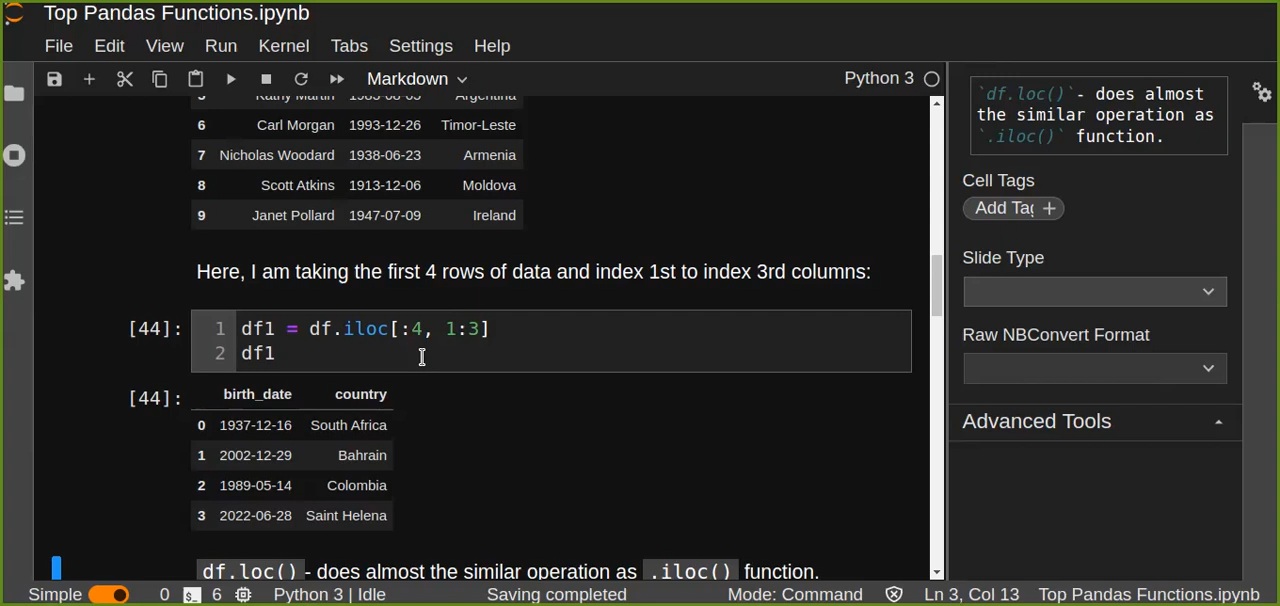 Top Pandas Functions.ipynb
File Edit View Run Kernel Tabs Settings Help
Markdown Python 3
5 Kathy Martin 1983-08-05 Argentina
6 Carl Morgan 1993-12-26 Timor-Leste
7 Nicholas Woodard 1938-06-23 Armenia
8 Scott Atkins 1913-12-06 Moldova
9 Janet Pollard 1947-07-09 Ireland
Here, I am taking the first 4 rows of data and index 1st to index 3rd columns:
[44]: 1 df1 = df.iloc[:4, 1:3]
2 df1
[44]: birth_date country
0 1937-12-16 South Africa
1 2002-12-29 Bahrain
2 1989-05-14 Colombia
3 2022-06-28 Saint Helena
df.loc() - does almost the similar operation as .iloc() function.
`df.loc()`- does almost
the similar operation as
`.iloc()` function.
Cell Tags
Add Tag +
Slide Type
Raw NBConvert Format
Advanced Tools
Simple 0 $_ 6 Python 3 | Idle Saving completed Mode: Command Ln 3, Col 13 Top Pandas Functions.ipynb